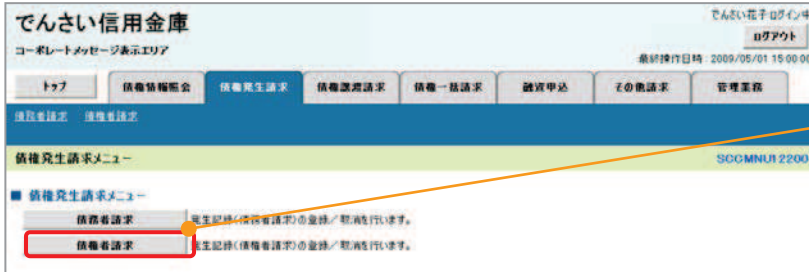 でんさい信用金庫
でんさい花子ログイン中
ログアウト
コーポレートメッセージ表示エリア
最終操作日時：2009/05/01 15:00:00
トップ 債権情報照会 債権発生請求 債権譲渡請求 債権一括請求 融資申込 その他請求 管理業務
債務者請求 債権者請求
債権発生請求メニュー SCCMNU12200
■ 債権発生請求メニュー
債務者請求 発生記録(債務者請求)の登録／取消を行います。
債権者請求 発生記録(債権者請求)の登録／取消を行います。